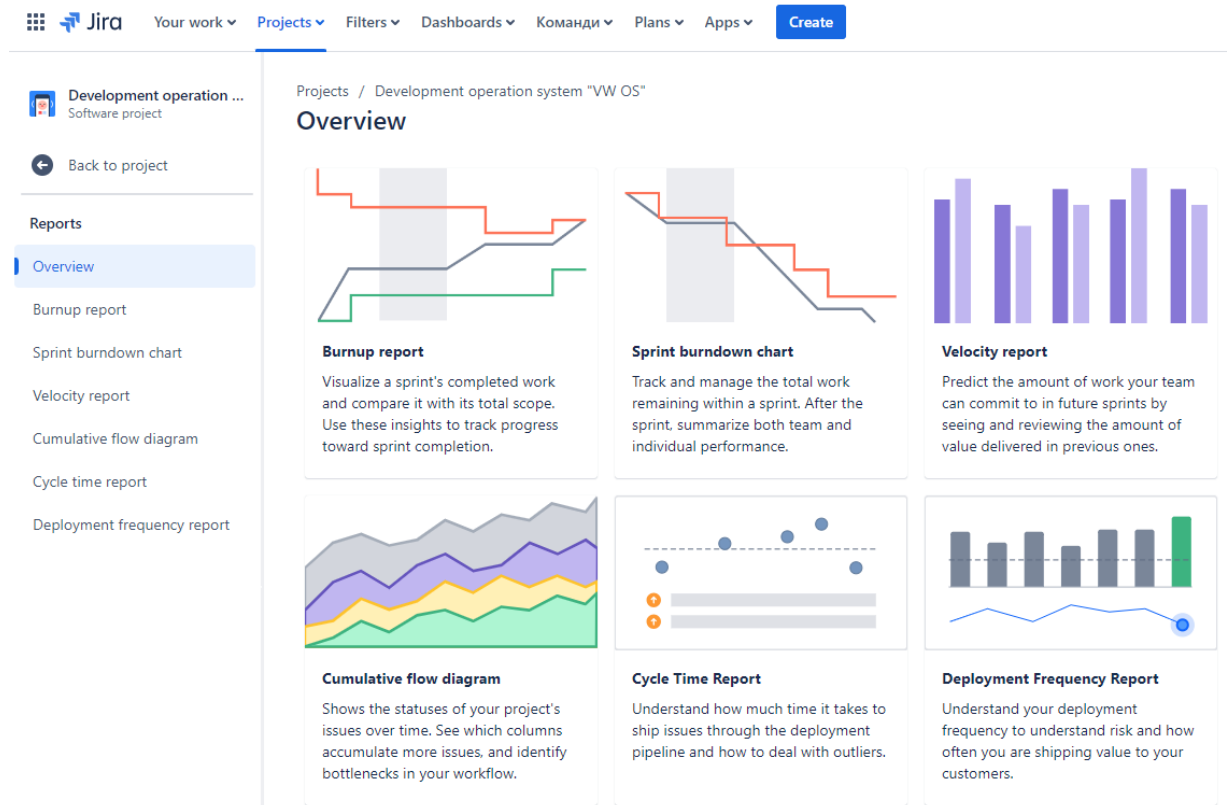 Jira Your work Projects Filters Dashboards Команди Plans Apps Create
Development operation ...
Software project
Back to project
Reports
Overview
Burnup report
Sprint burndown chart
Velocity report
Cumulative flow diagram
Cycle time report
Deployment frequency report
Projects / Development operation system "VW OS"
Overview
Burnup report
Visualize a sprint's completed work
and compare it with its total scope.
Use these insights to track progress
toward sprint completion.
Sprint burndown chart
Track and manage the total work
remaining within a sprint. After the
sprint, summarize both team and
individual performance.
Velocity report
Predict the amount of work your team
can commit to in future sprints by
seeing and reviewing the amount of
value delivered in previous ones.
Cumulative flow diagram
Shows the statuses of your project's
issues over time. See which columns
accumulate more issues, and identify
bottlenecks in your workflow.
Cycle Time Report
Understand how much time it takes to
ship issues through the deployment
pipeline and how to deal with outliers.
Deployment Frequency Report
Understand your deployment
frequency to understand risk and how
often you are shipping value to your
customers.